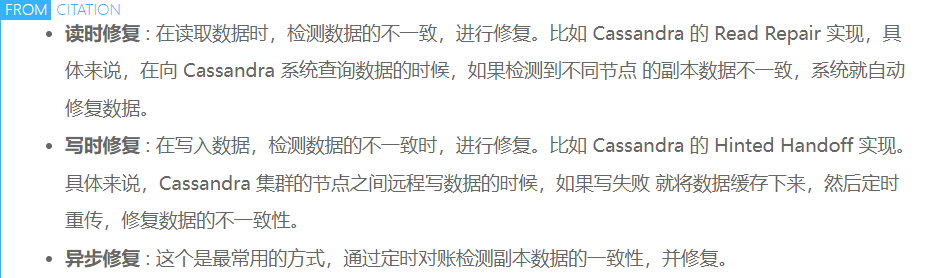 FROM CITATION
• 读时修复 : 在读取数据时，检测数据的不一致，进行修复。比如 Cassandra 的 Read Repair 实现，具
体来说，在向 Cassandra 系统查询数据的时候，如果检测到不同节点 的副本数据不一致，系统就自动
修复数据。
• 写时修复 : 在写入数据，检测数据的不一致时，进行修复。比如 Cassandra 的 Hinted Handoff 实现。
具体来说，Cassandra 集群的节点之间远程写数据的时候，如果写失败 就将数据缓存下来，然后定时
重传，修复数据的不一致性。
• 异步修复 : 这个是最常用的方式，通过定时对账检测副本数据的一致性，并修复。